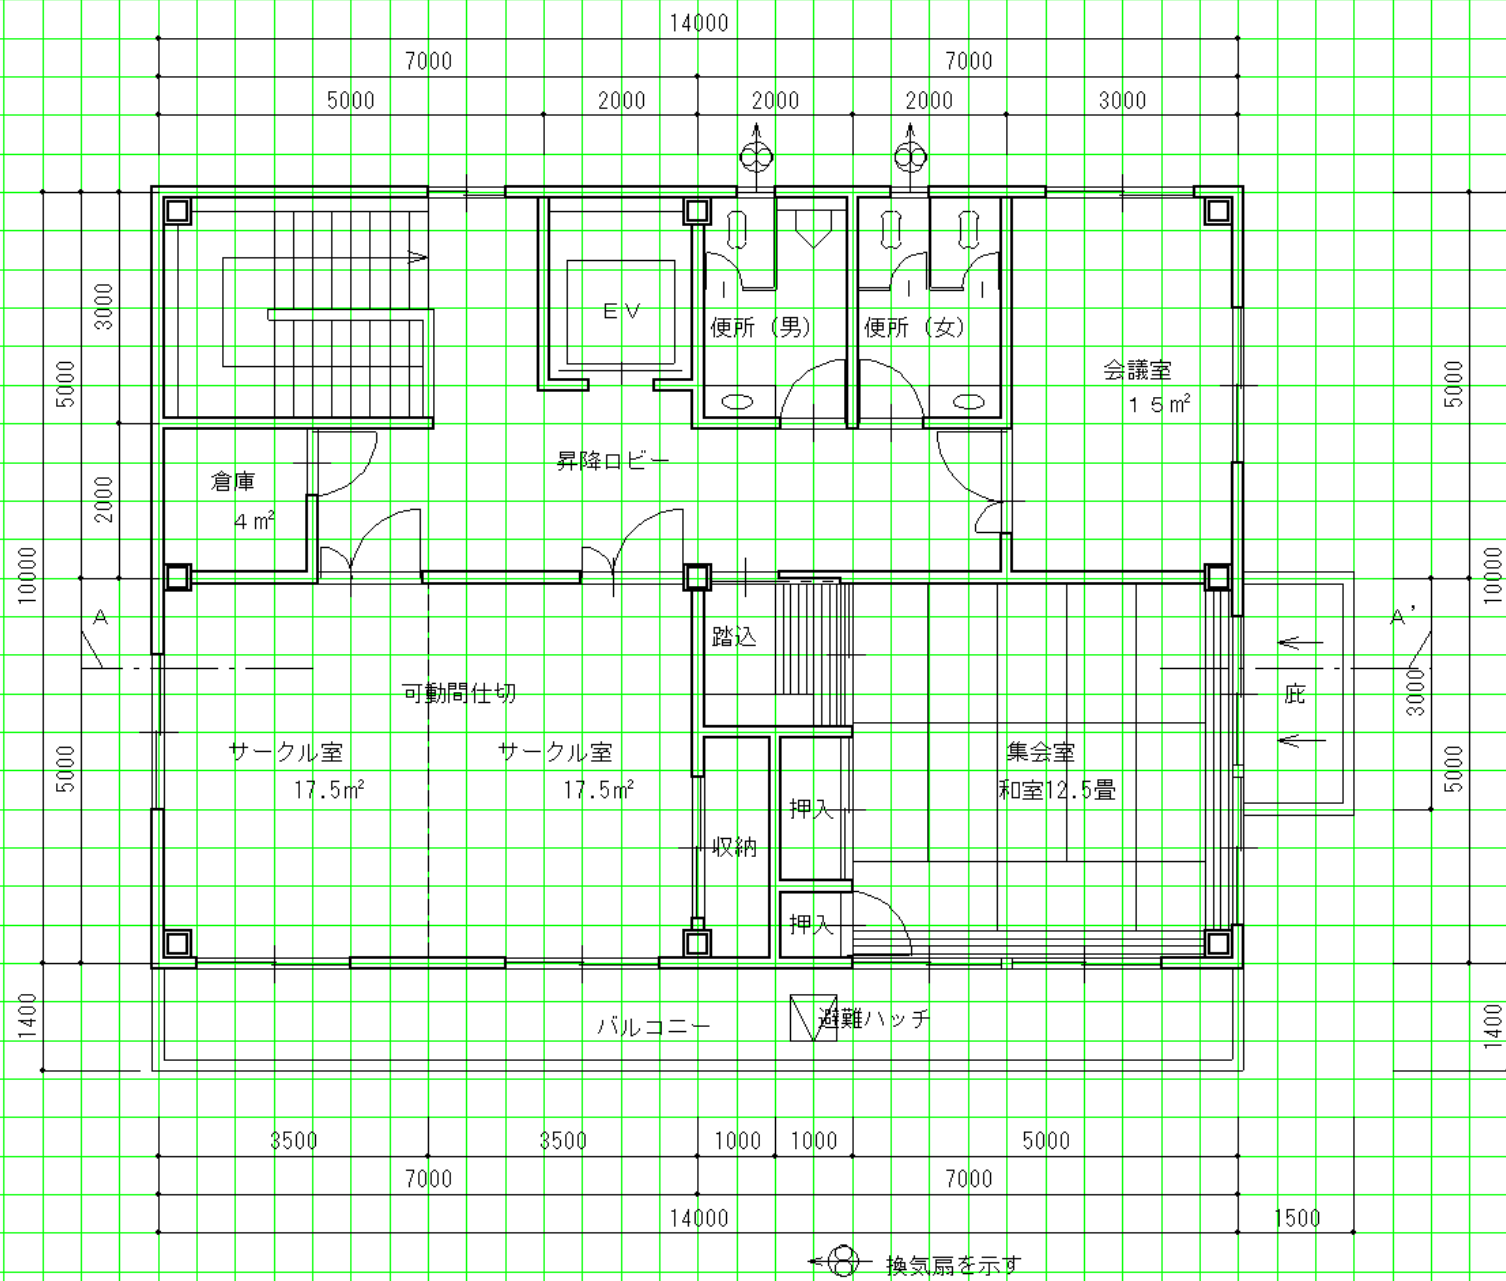 14000
7000 7000
5000 2000 2000 2000 3000
EV
3000
便所（男） 便所（女）
会議室
5000 5000
15㎡
昇降ロビー
倉庫
2000
4㎡
10000 10000
A A'
踏込
可動間仕切 庇
3000
サークル室 サークル室 集会室
5000 5000
17.5㎡ 17.5㎡ 和室12.5畳
押入
収納
押入
1400 1400
バルコニー 避難ハッチ
3500 3500 1000 1000 5000
7000 7000
14000 1500
換気扇を示す